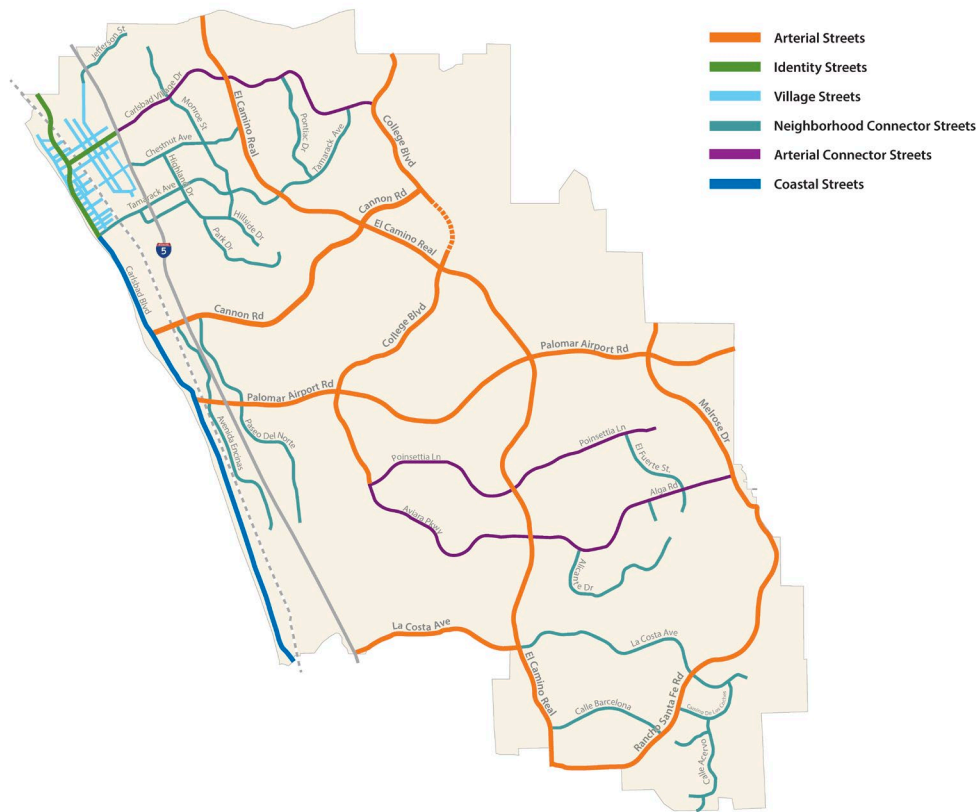 Arterial Streets
Identity Streets
Village Streets
Neighborhood Connector Streets
Arterial Connector Streets
Coastal Streets
Jefferson St
Carlsbad Village Dr
Monroe St
El Camino Real
Pontiac Dr
College Blvd
Chestnut Ave
Highland Dr
Tamarack Ave
Tamarack Ave
Cannon Rd
Hillside Dr
Park Dr
El Camino Real
5
Carlsbad Blvd
Cannon Rd
College Blvd
Palomar Airport Rd
Palomar Airport Rd
Melrose Dr
Avenida Encinas
Paseo Del Norte
Poinsettia Ln
Poinsettia Ln
El Fuerte St.
Alga Rd
Aviara Pkwy
Alicante Dr
La Costa Ave
La Costa Ave
El Camino Real
Calle Barcelona
Rancho Santa Fe Rd
Camino De Los Coches
Calle Acervo